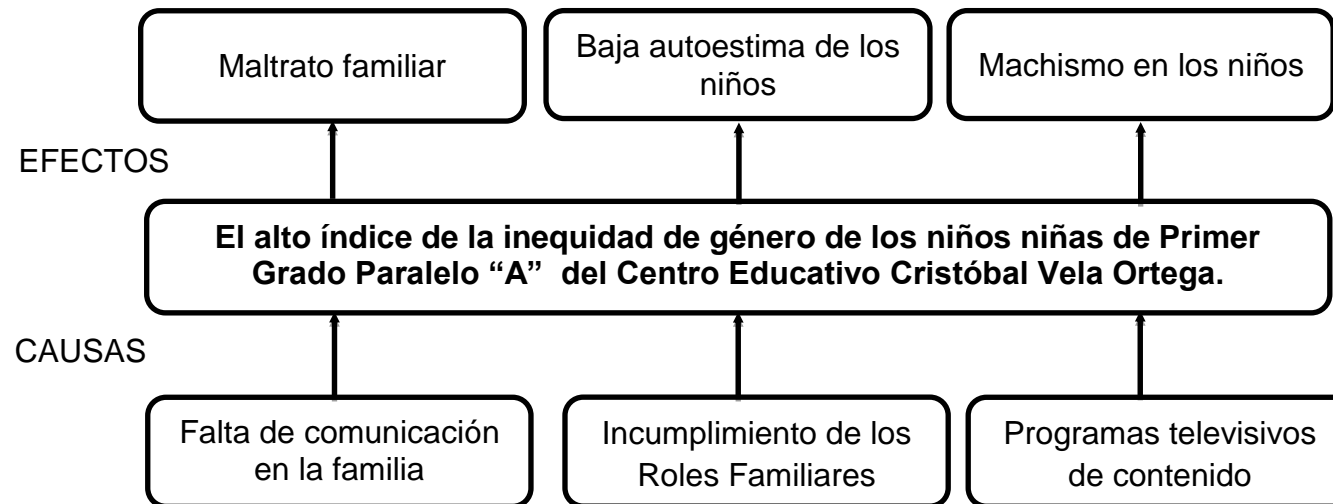 Maltrato familiar
Baja autoestima de los
niños
Machismo en los niños
EFECTOS
El alto índice de la inequidad de género de los niños niñas de Primer
Grado Paralelo “A” del Centro Educativo Cristóbal Vela Ortega.
CAUSAS
Falta de comunicación
en la familia
Incumplimiento de los
Roles Familiares
Programas televisivos
de contenido